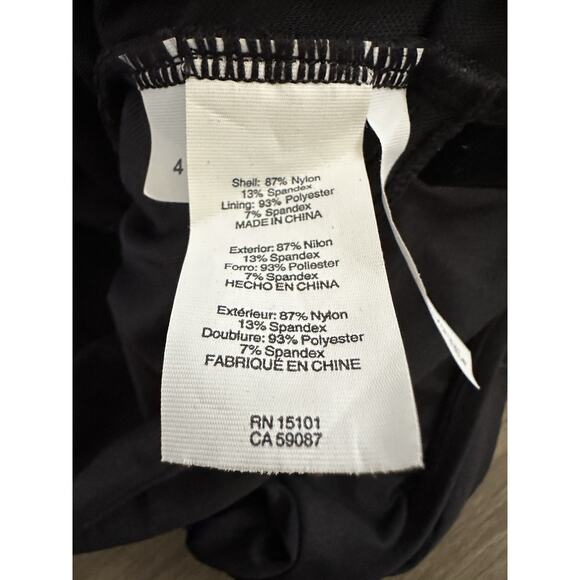 4
Shell: 87% Nylon
13% Spandex
Lining: 93% Polyester
7% Spandex
MADE IN CHINA
Exterior: 87% Nilon
13% Spandex
Forro: 93% Poliester
7% Spandex
HECHO EN CHINA
Extérieur: 87% Nylon
13% Spandex
Doublure: 93% Polyester
7% Spandex
FABRIQUÉ EN CHINE
RN 15101
CA 59087